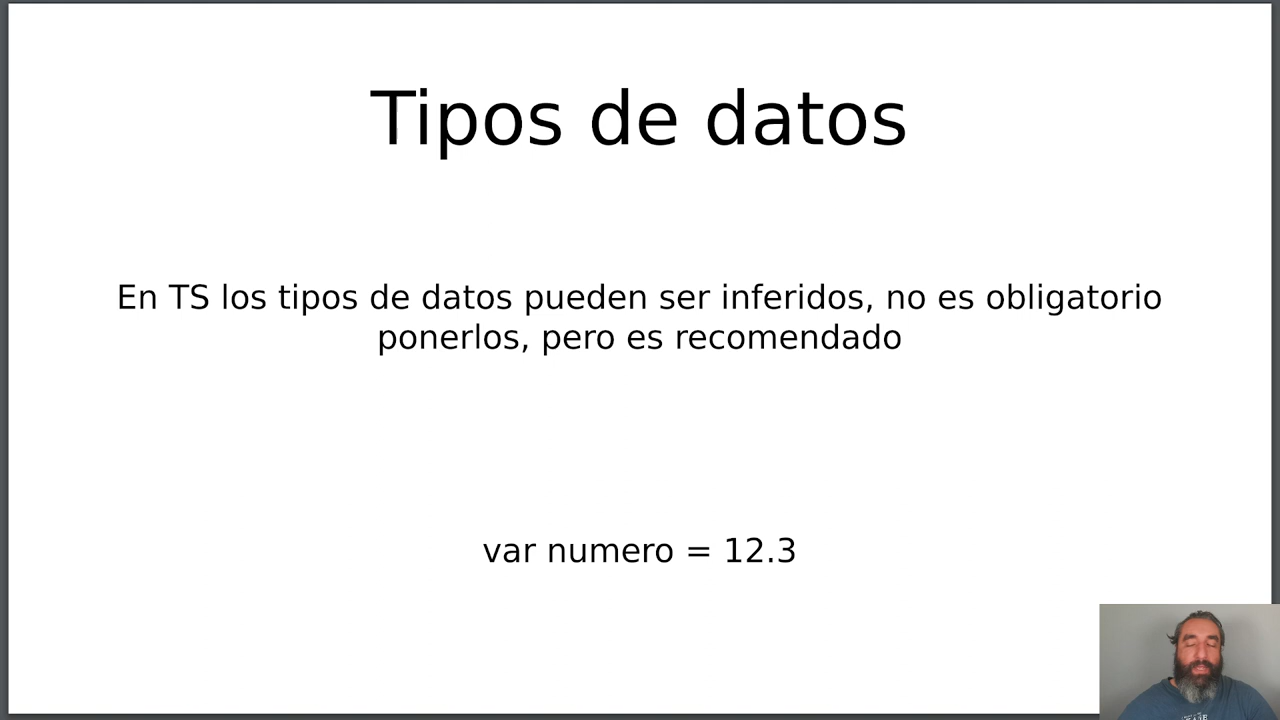 Tipos de datos
En TS los tipos de datos pueden ser inferidos, no es obligatorio
ponerlos, pero es recomendado
var numero = 12.3